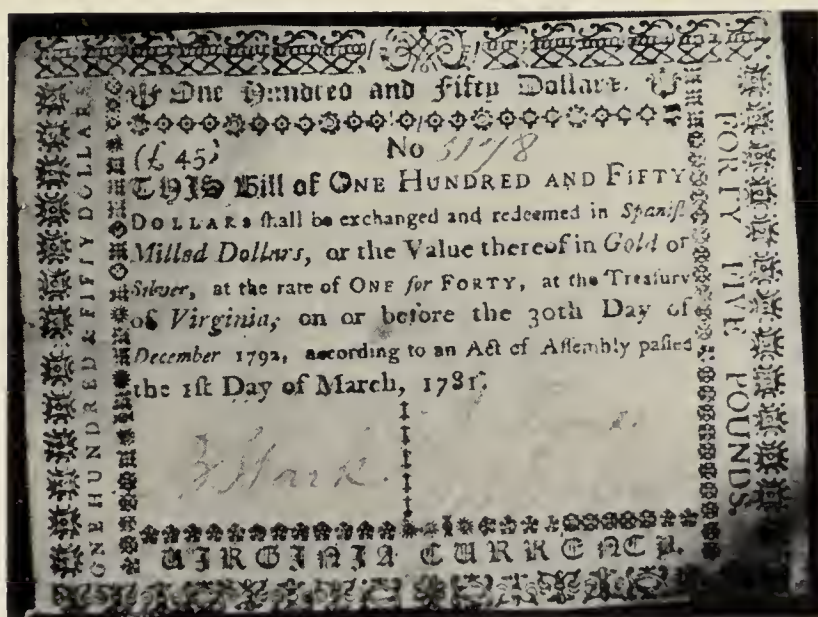 One Hundred and Fifty Dollars.
(£ 45)
No
THIS Bill of ONE HUNDRED AND FIFTY
DOLLARS ſhall be exchanged and redeemed in Spaniſh
Milled Dollars, or the Value thereof in Gold or
Silver, at the rate of ONE for FORTY, at the Treaſury
of Virginia, on or before the 30th Day of
December 1792, according to an Act of Aſſembly paſſed
the 1ſt Day of March, 1781.
ONE HUNDRED & FIFTY DOLLARS
FORTY FIVE POUNDS.
VIRGINIA CURRENCY.